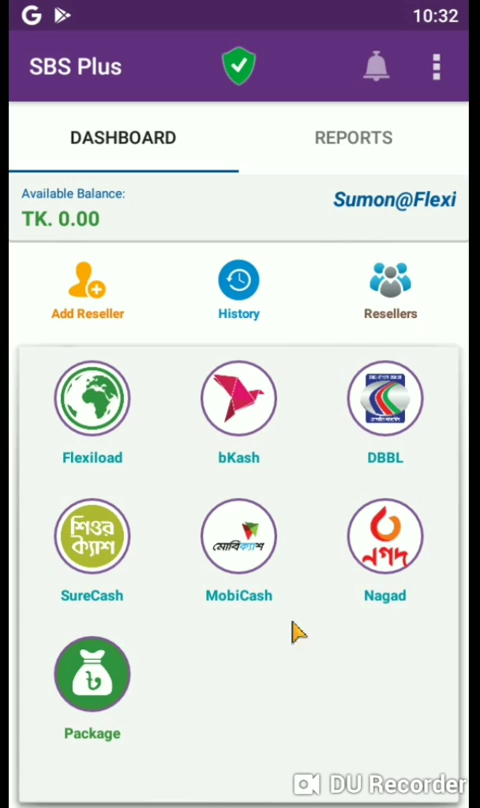 G
10:32
SBS Plus
DASHBOARD
REPORTS
Available Balance:
Sumon@Flexi
TK. 0.00
Add Reseller
History
Resellers
Flexiload
bKash
DBBL
শিওর
ক্যাশ
মোবিক্যাশ
নগদ
SureCash
MobiCash
Nagad
৳
Package
DU Recorder